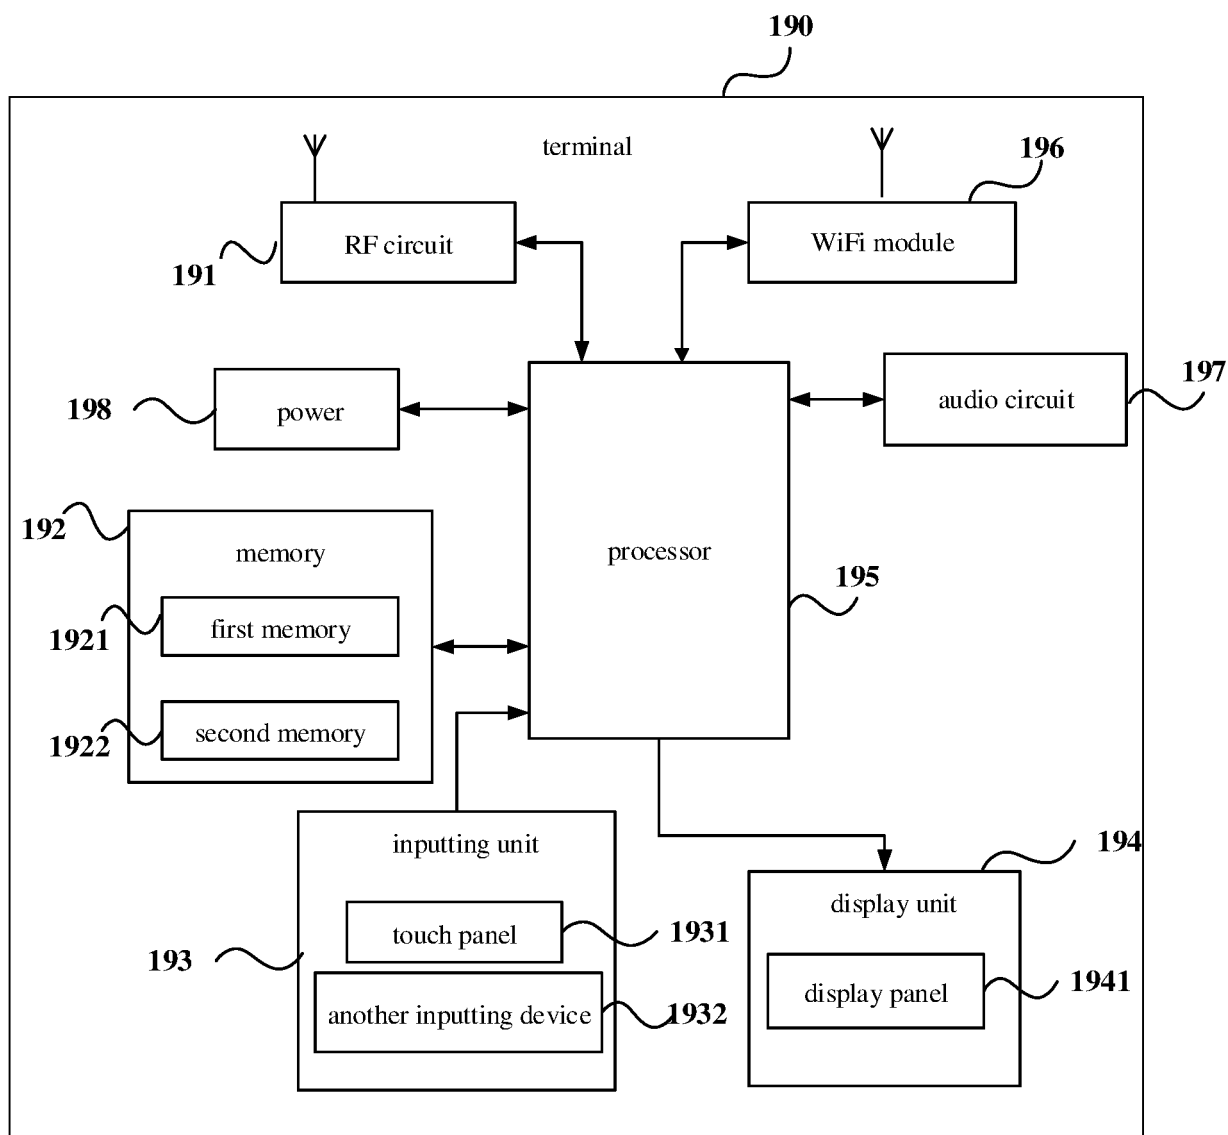 190
terminal
196
RF circuit
WiFi module
191
197
198
power
audio circuit
192
memory
processor
195
first memory
1921
second memory
1922
inputting unit
194
display unit
touch panel
1931
193
display panel
1941
another inputting device
1932